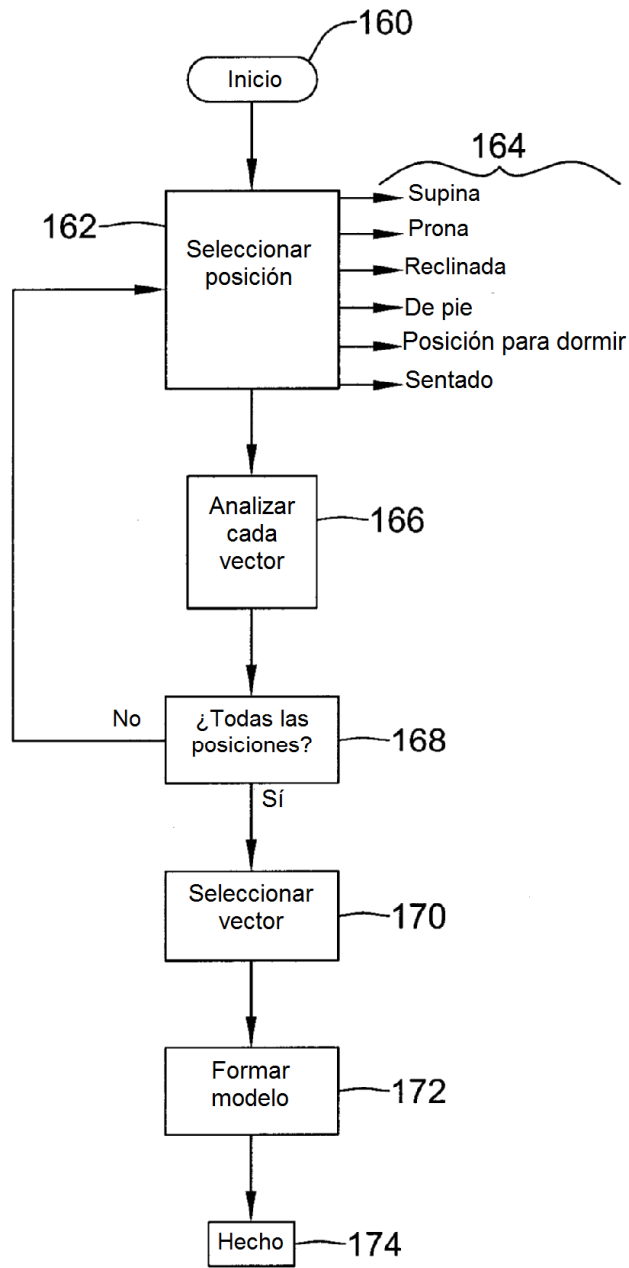 160
Inicio
164
162
Seleccionar
posición
Supina
Prona
Reclinada
De pie
Posición para dormir
Sentado
Analizar
cada
vector
166
No
¿Todas las
posiciones?
168
Sí
Seleccionar
vector
170
Formar
modelo
172
Hecho
174